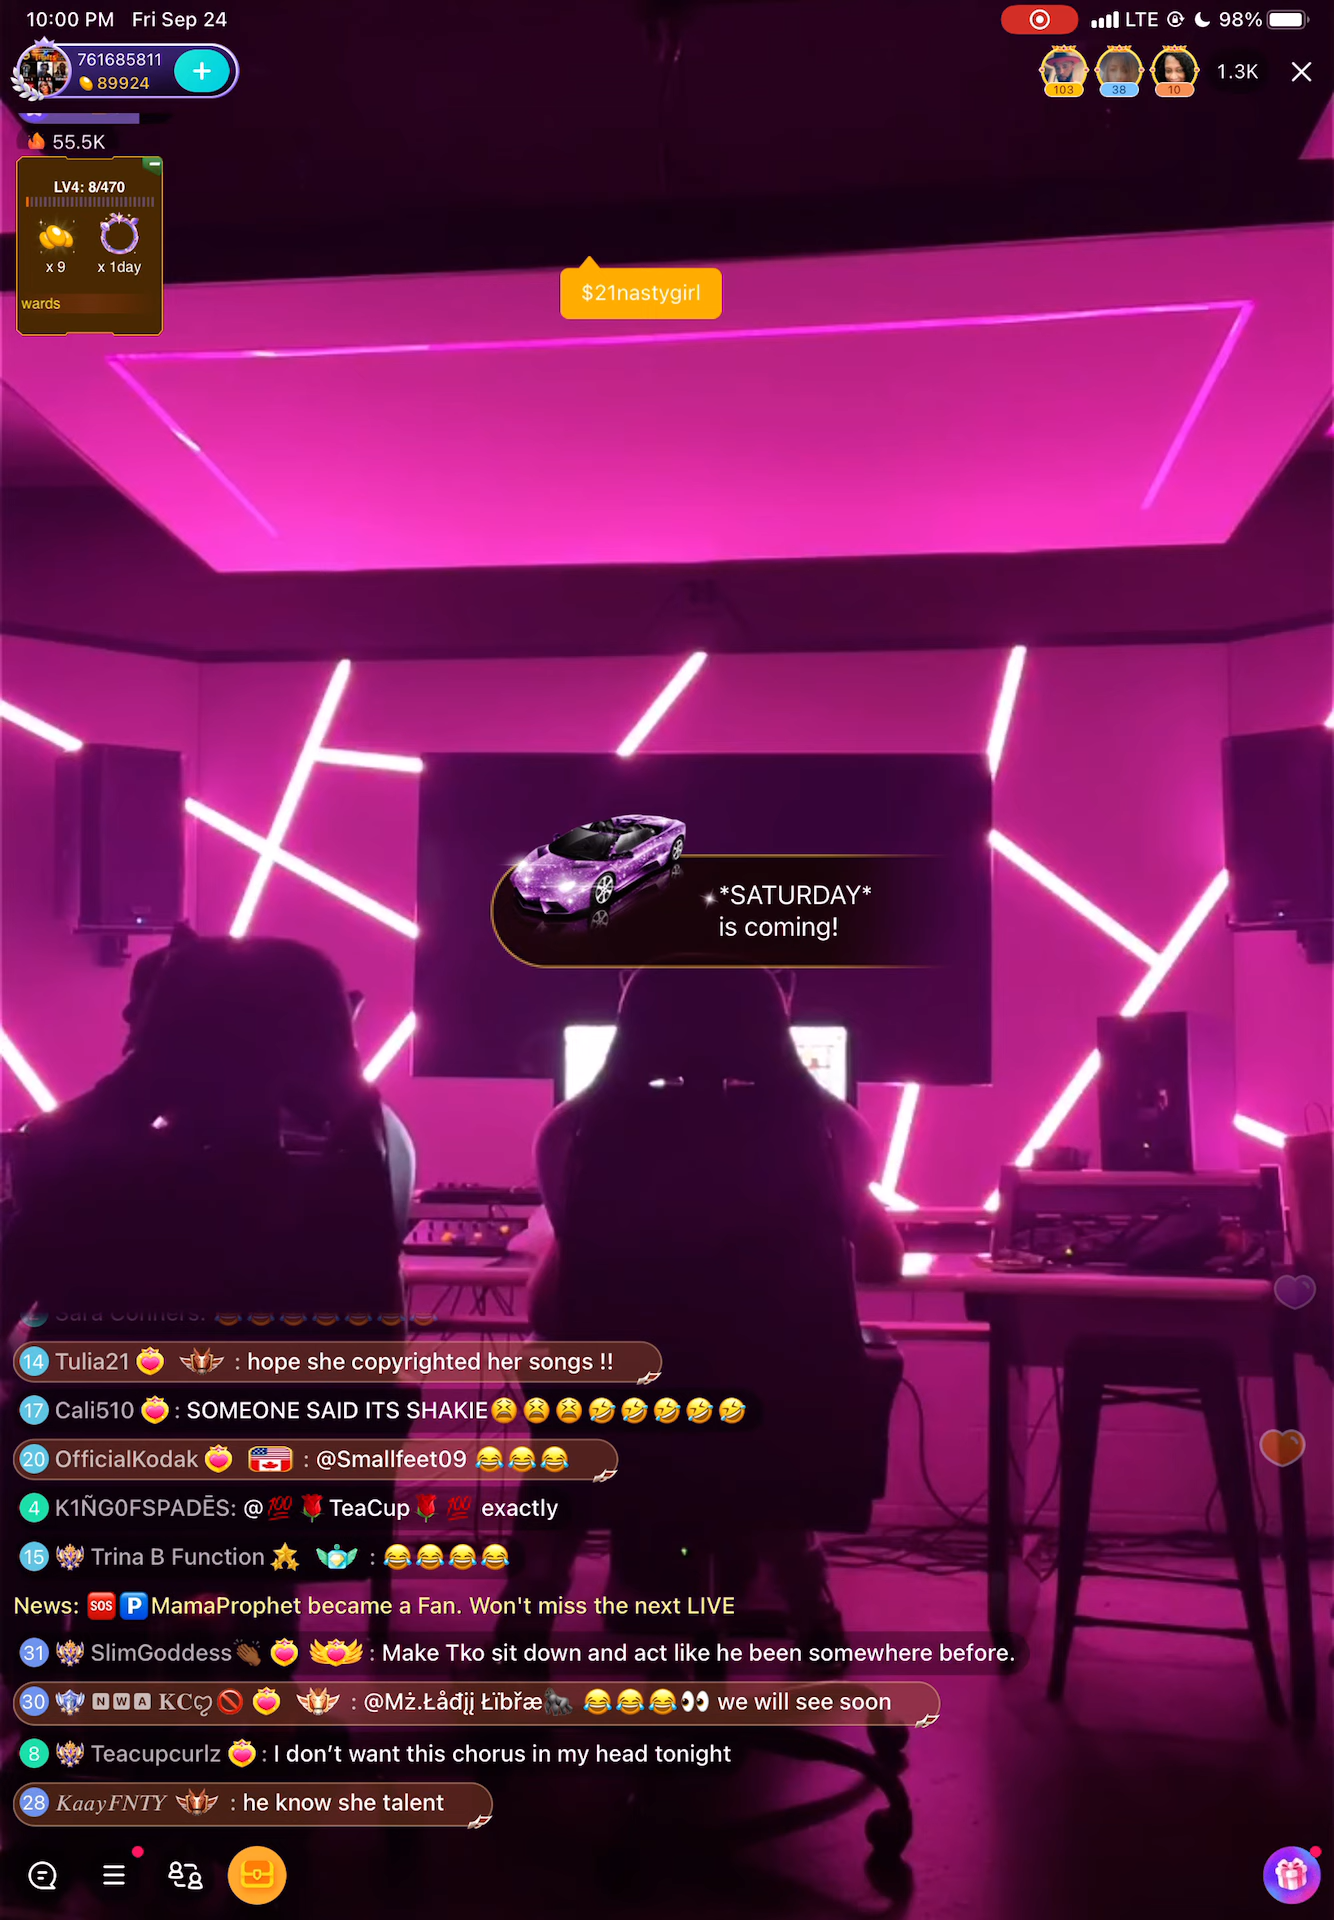 10:00 PM Fri Sep 24
LTE 98%
761685811
89924
103
38
10
1.3K
55.5K
LV4: 8/470
x 9 x 1day
wards
$21nastygirl
*SATURDAY*
is coming!
Sara Conners: 😂😂😂😂😂😂😂
14 Tulia21 : hope she copyrighted her songs !!
17 Cali510 : SOMEONE SAID ITS SHAKIE😫😫😫🤣🤣🤣🤣🤣
20 OfficialKodak : @Smallfeet09 😂😂😂
4 K1ÑG0FSPADĒS: @💯🌹TeaCup🌹💯 exactly
15 Trina B Function : 😂😂😂😂
News: 🆘🅿️MamaProphet became a Fan. Won't miss the next LIVE
31 SlimGoddess👏🏾 : Make Tko sit down and act like he been somewhere before.
30 🅽🆆🅰 𝐊𝐂ღ🚫 : @Mż.Łåđįį Łïbřæ🦍 😂😂😂👀 we will see soon
8 Teacupcurlz : I don’t want this chorus in my head tonight
28 𝐾𝑎𝑎𝑦𝐹𝑁𝑇𝑌 : he know she talent